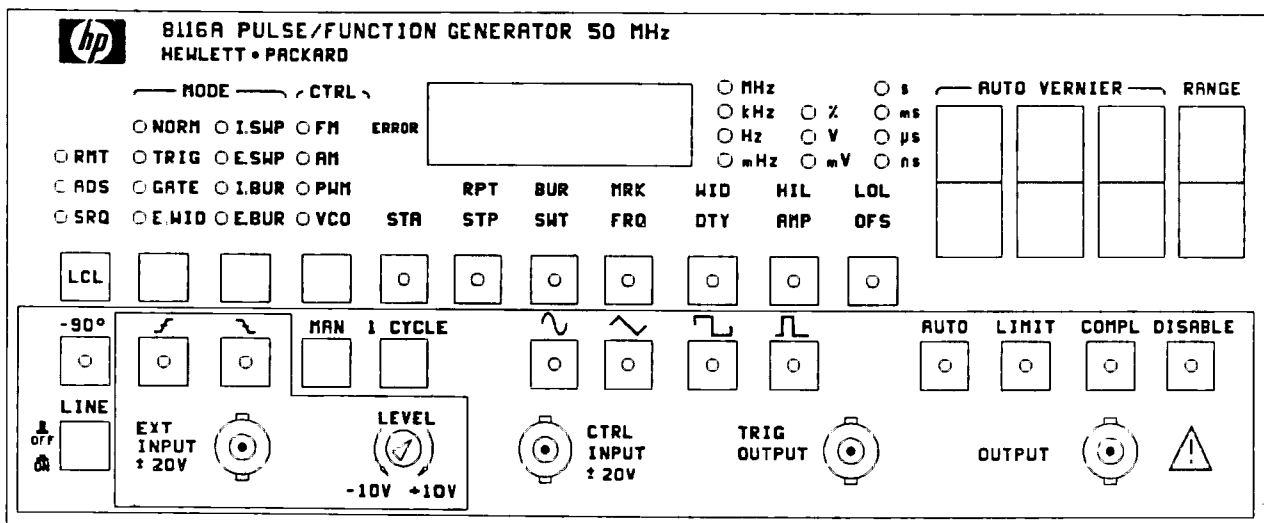 hp
8116A PULSE/FUNCTION GENERATOR 50 MHz
HEWLETT • PACKARD
MODE CTRL
MHz s AUTO VERNIER RANGE
NORM I.SWP FM ERROR kHz % ms
RMT TRIG E.SWP AM Hz V µs
mHz mV ns
ADS GATE I.BUR PWM RPT BUR MRK WID HIL LOL
SRQ E.WID E.BUR VCO STA STP SWT FRQ DTY AMP OFS
LCL
-90° MAN 1 CYCLE AUTO LIMIT COMPL DISABLE
LINE
OFF
ON
EXT
INPUT
± 20V
LEVEL
-10V +10V
CTRL
INPUT
± 20V
TRIG
OUTPUT
OUTPUT